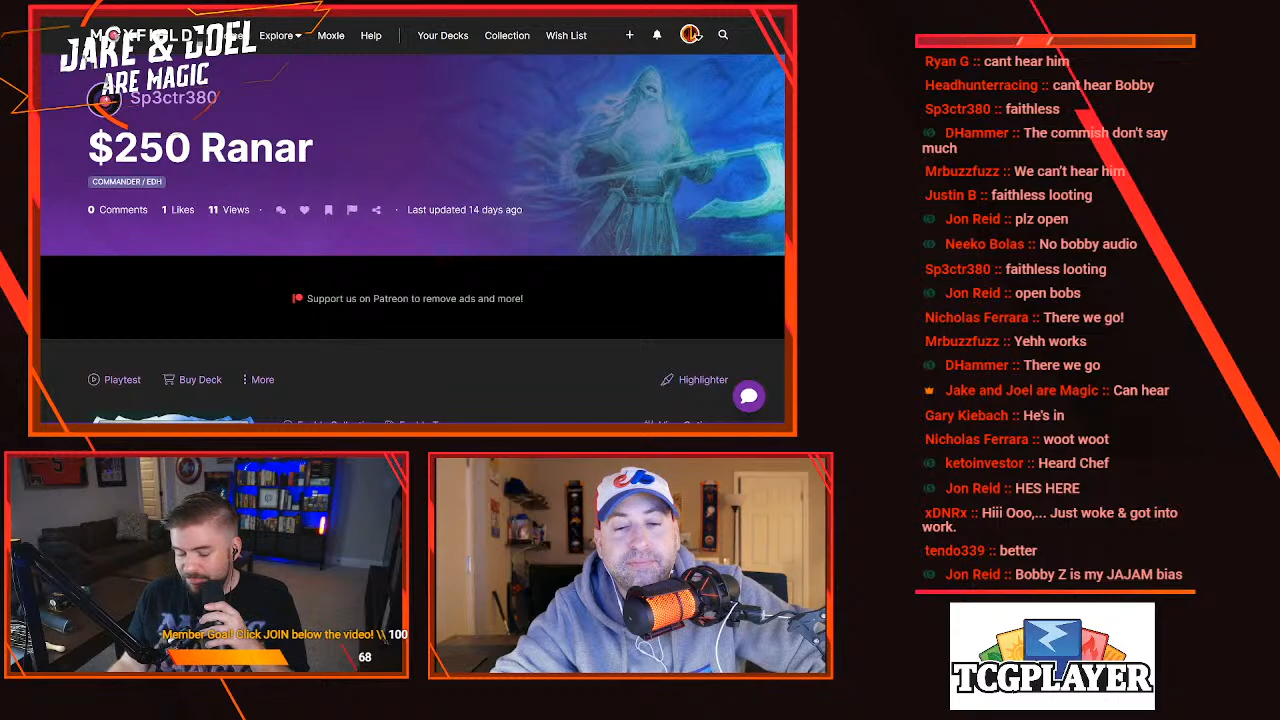 MOXFIELD
Explore
Moxie
Help
Your Decks
Collection
Wish List
JAKE & JOEL
ARE MAGIC
Sp3ctr380
$250 Ranar
COMMANDER / EDH
0 Comments
1 Likes
11 Views
Last updated 14 days ago
Support us on Patreon to remove ads and more!
Playtest
Buy Deck
More
Highlighter
Member Goal! Click JOIN below the video! \\ 100
68
Ryan G :: cant hear him
Headhunterracing :: cant hear Bobby
Sp3ctr380 :: faithless
DHammer :: The commish don't say
much
Mrbuzzfuzz :: We can't hear him
Justin B :: faithless looting
Jon Reid :: plz open
Neeko Bolas :: No bobby audio
Sp3ctr380 :: faithless looting
Jon Reid :: open bobs
Nicholas Ferrara :: There we go!
Mrbuzzfuzz :: Yehh works
DHammer :: There we go
Jake and Joel are Magic :: Can hear
Gary Kiebach :: He's in
Nicholas Ferrara :: woot woot
ketoinvestor :: Heard Chef
Jon Reid :: HES HERE
xDNRx :: Hiii Ooo,... Just woke & got into
work.
tendo339 :: better
Jon Reid :: Bobby Z is my JAJAM bias
TCGPLAYER